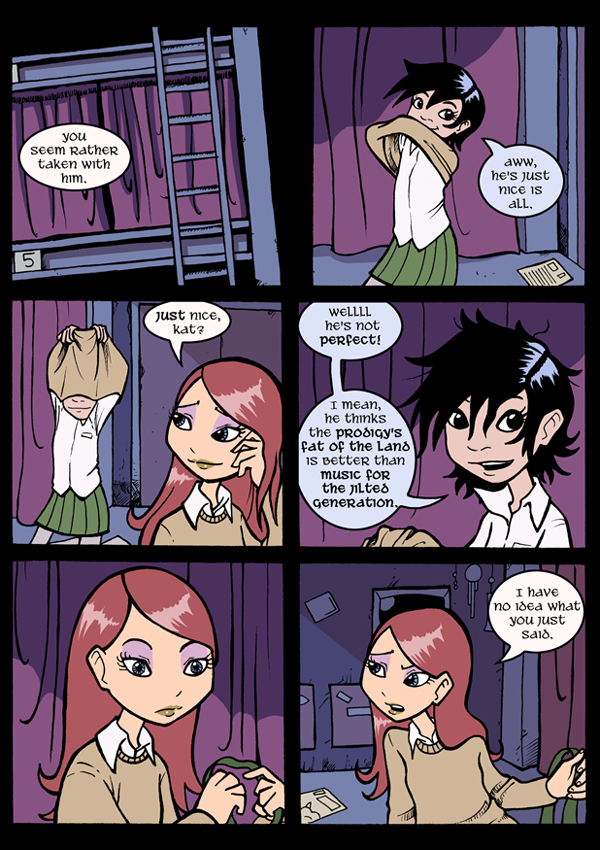 you
seem rather
taken with
him.
5
aww,
he's just
nice is
all.
just nice,
kat?
wellll
he's not
perfect!
I mean,
he thinks
the prodigy's
fat of the land
is better than
music for
the jilted
generation.
I have
no idea what
you just
said.